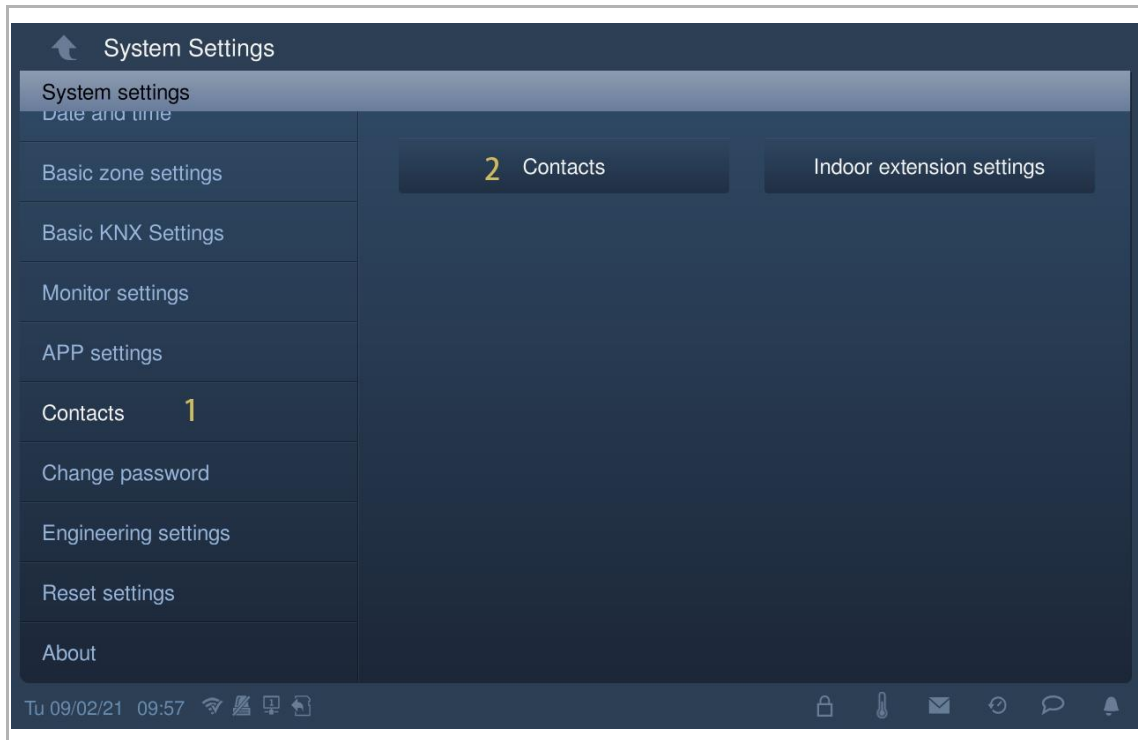 System Settings
System settings
Date and time
Basic zone settings
2 Contacts
Indoor extension settings
Basic KNX Settings
Monitor settings
APP settings
Contacts 1
Change password
Engineering settings
Reset settings
About
Tu 09/02/21 09:57